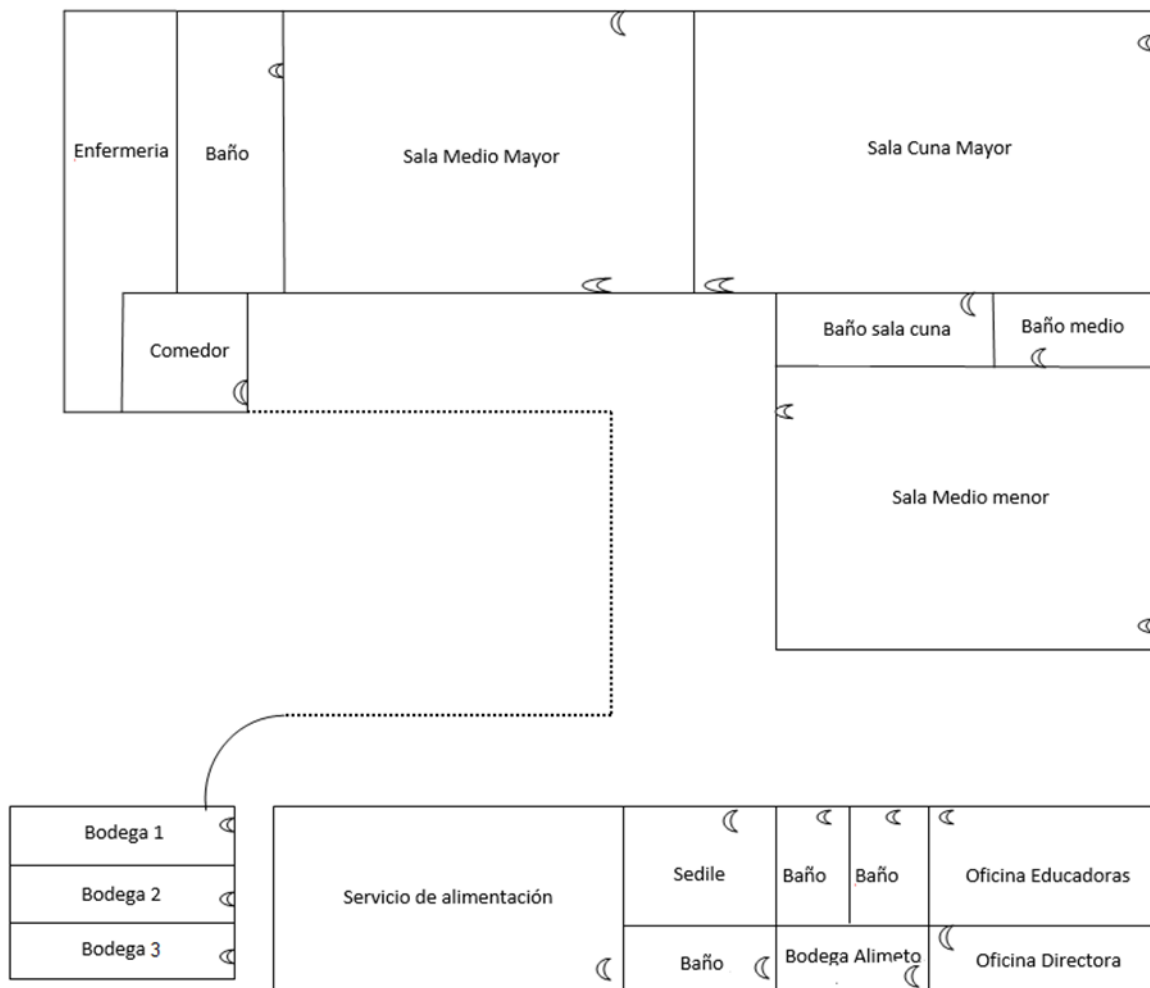 Enfermeria
Baño
Sala Medio Mayor
Sala Cuna Mayor
Comedor
Baño sala cuna
Baño medio
Sala Medio menor
Bodega 1
Bodega 2
Bodega 3
Servicio de alimentación
Sedile
Baño
Baño
Oficina Educadoras
Baño
Bodega Alimeto
Oficina Directora